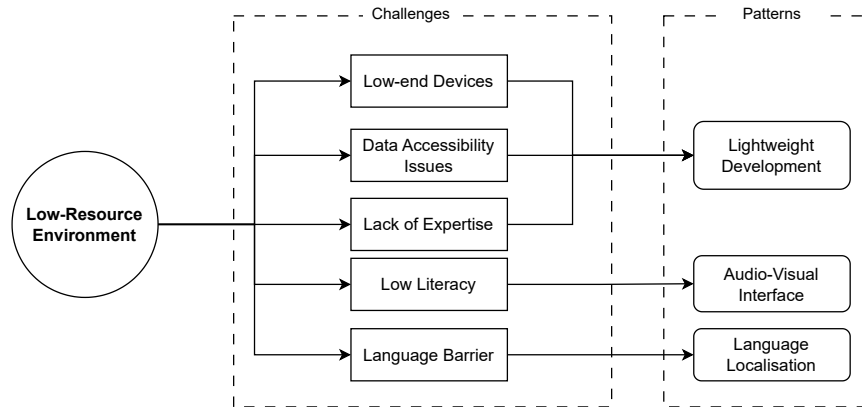 Challenges
Patterns
Low-end Devices
Data Accessibility
Issues
Lightweight
Development
Low-Resource
Environment
Lack of Expertise
Low Literacy
Audio-Visual
Interface
Language Barrier
Language
Localisation